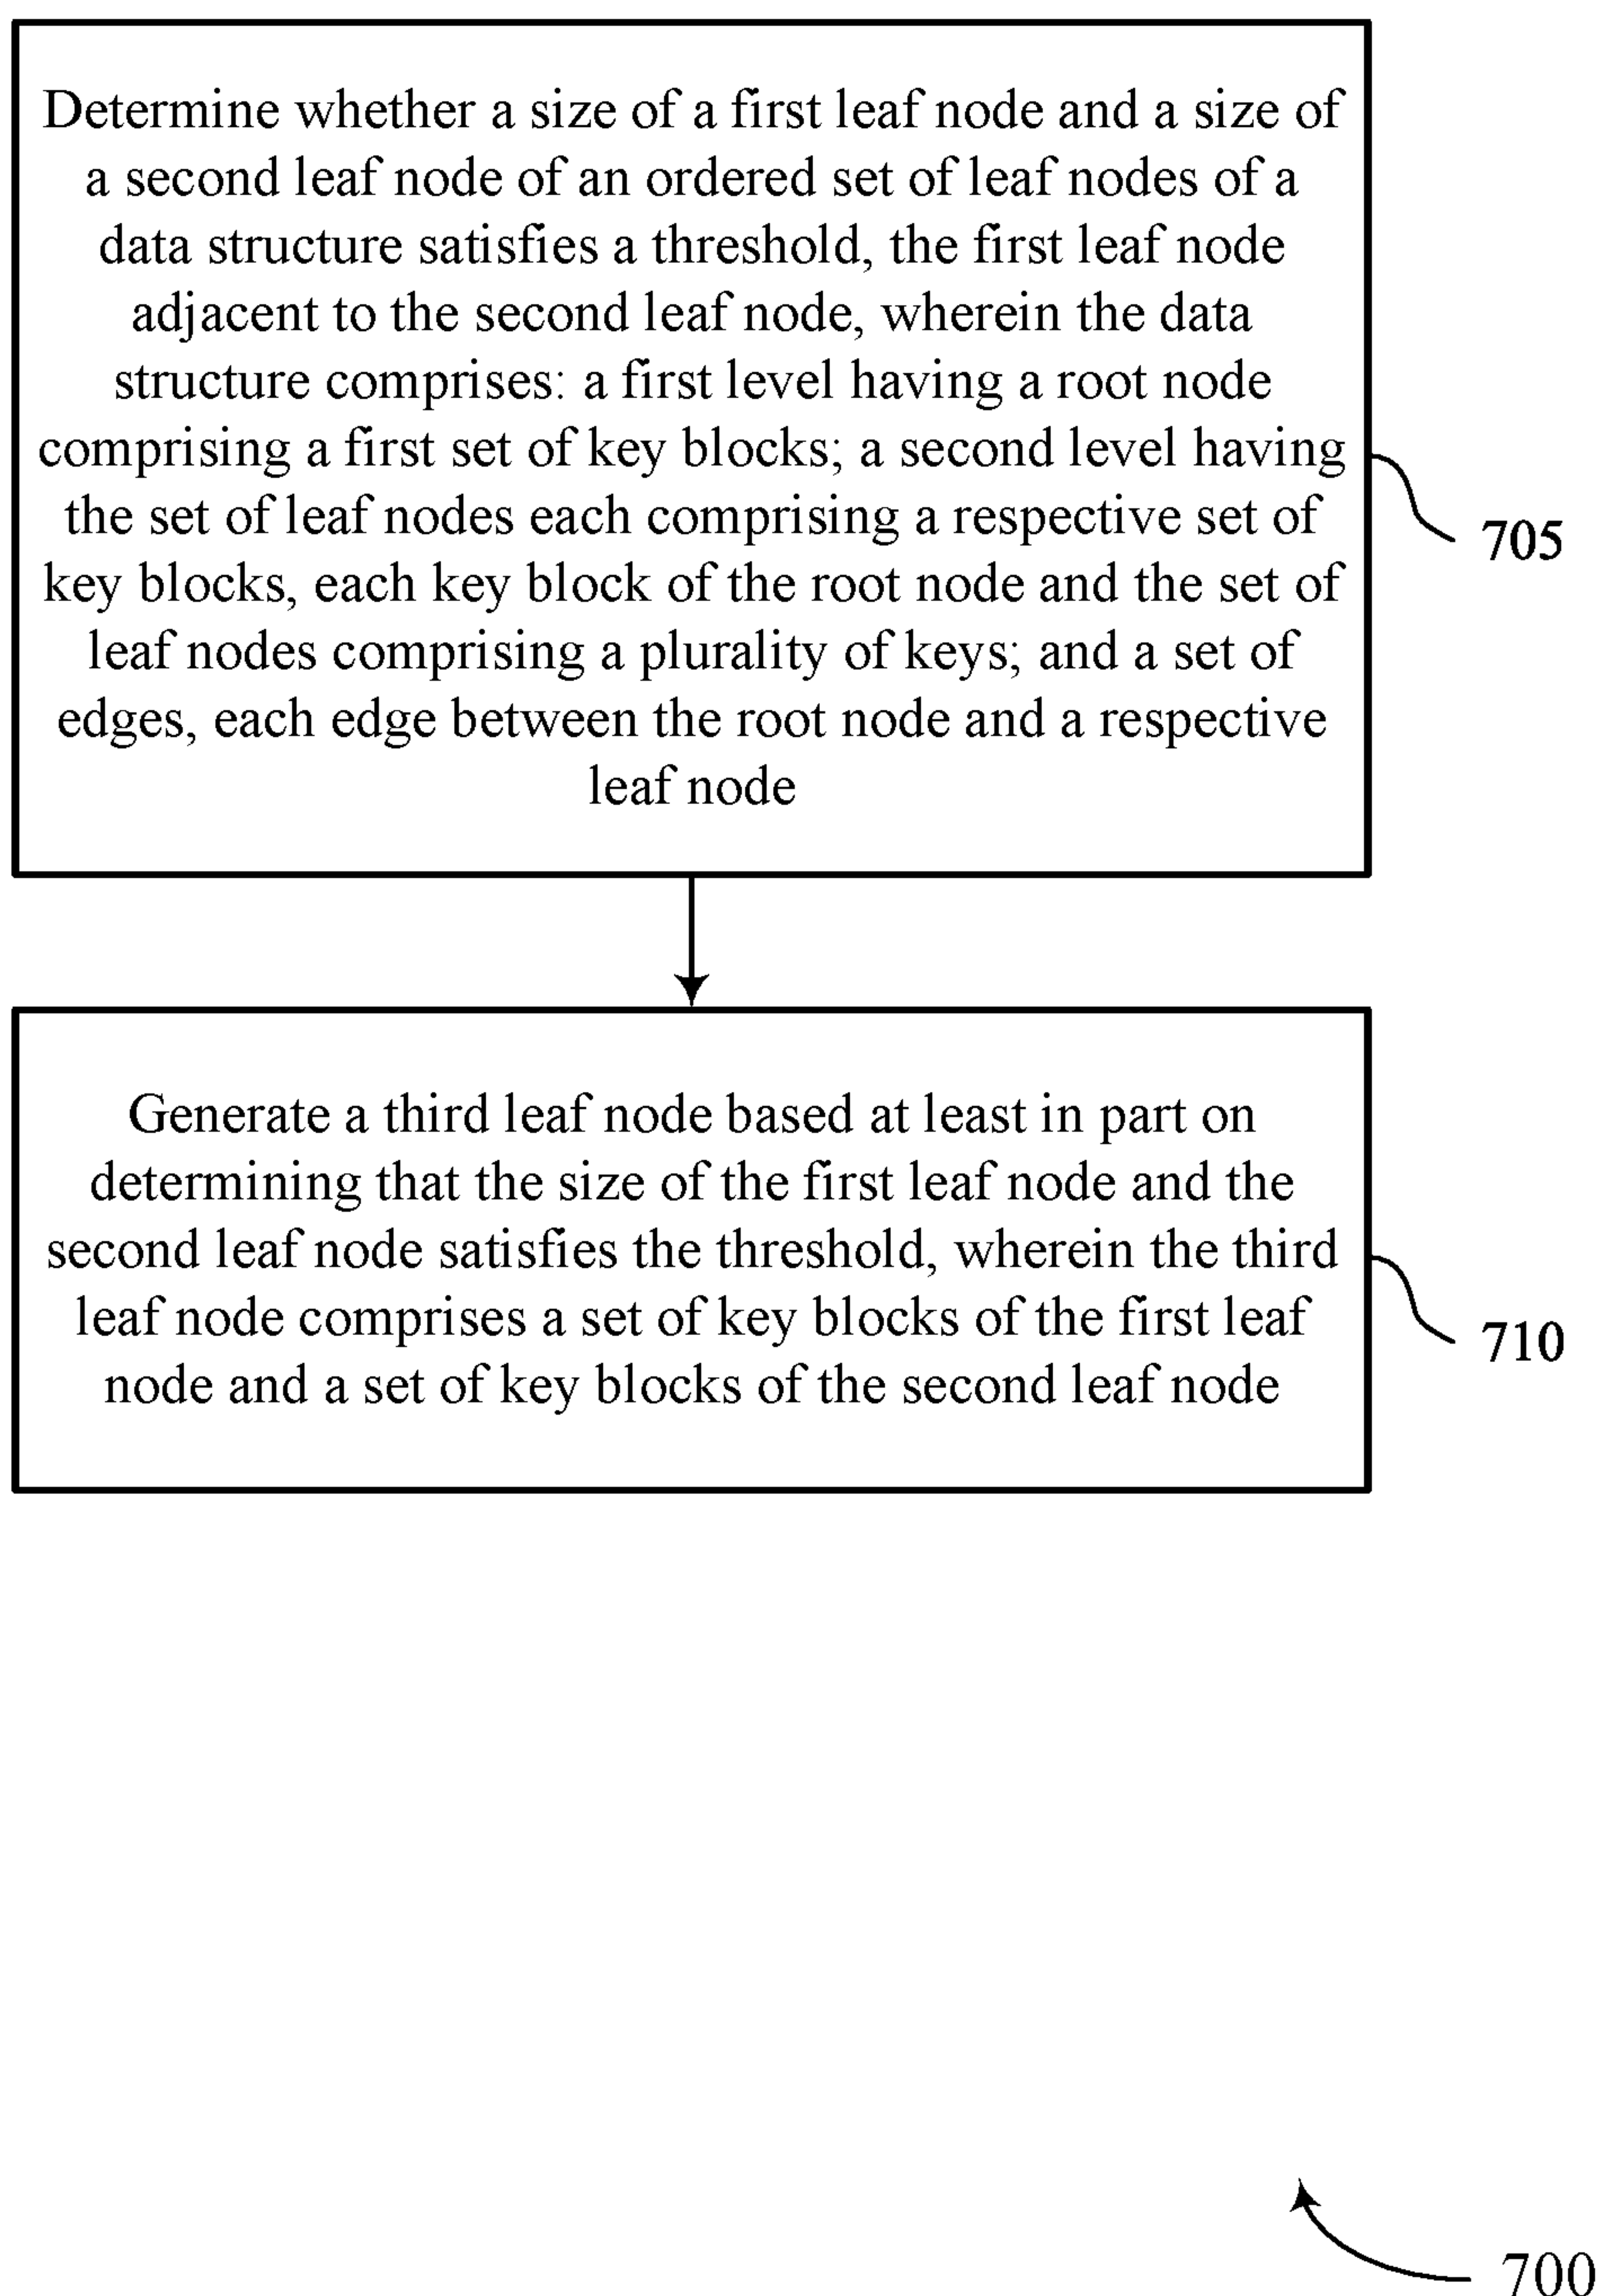 Determine whether a size of a first leaf node and a size of
a second leaf node of an ordered set of leaf nodes of a
data structure satisfies a threshold, the first leaf node
adjacent to the second leaf node, wherein the data
structure comprises: a first level having a root node
comprising a first set of key blocks; a second level having
the set of leaf nodes each comprising a respective set of
key blocks, each key block of the root node and the set of
leaf nodes comprising a plurality of keys; and a set of
edges, each edge between the root node and a respective
leaf node
705
Generate a third leaf node based at least in part on
determining that the size of the first leaf node and the
second leaf node satisfies the threshold, wherein the third
leaf node comprises a set of key blocks of the first leaf
node and a set of key blocks of the second leaf node
710
700